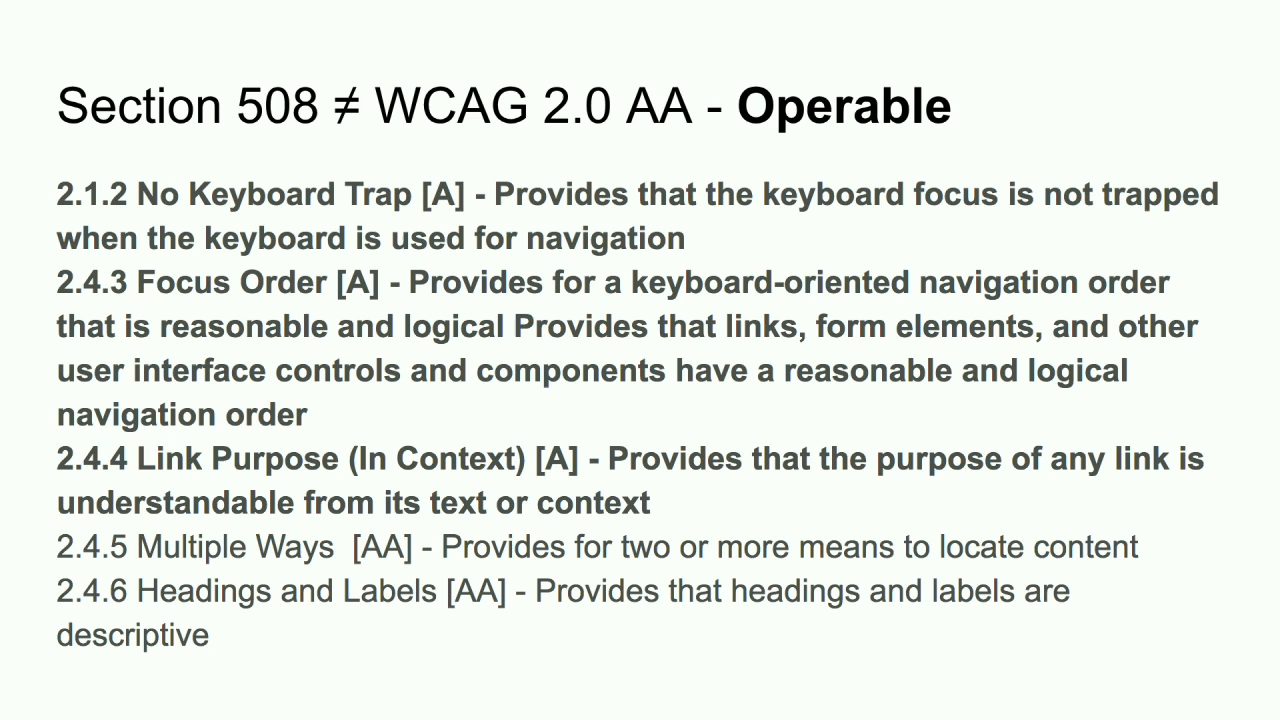 Section 508 ≠ WCAG 2.0 AA - Operable
2.1.2 No Keyboard Trap [A] - Provides that the keyboard focus is not trapped
when the keyboard is used for navigation
2.4.3 Focus Order [A] - Provides for a keyboard-oriented navigation order
that is reasonable and logical Provides that links, form elements, and other
user interface controls and components have a reasonable and logical
navigation order
2.4.4 Link Purpose (In Context) [A] - Provides that the purpose of any link is
understandable from its text or context
2.4.5 Multiple Ways  [AA] - Provides for two or more means to locate content
2.4.6 Headings and Labels [AA] - Provides that headings and labels are
descriptive